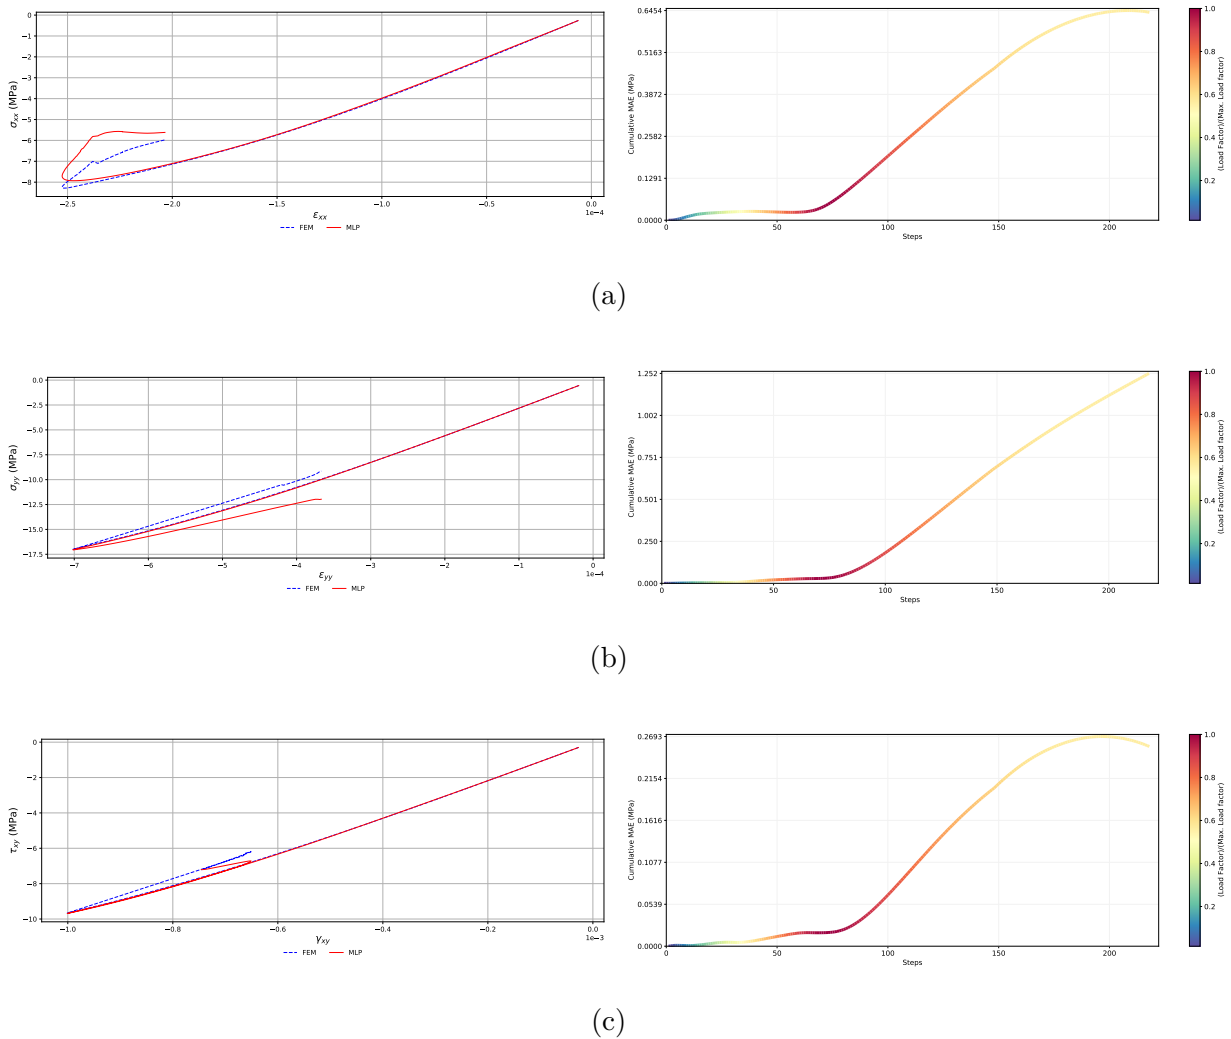 0
−1
−2
−3
−4
−5
−6
−7
−8
σxx (MPa)
−2.5 −2.0 −1.5 −1.0 −0.5 0.0
1e−4
εxx
FEM MLP
0.6454
0.5163
0.3872
0.2582
0.1291
0.0000
Cumulative MAE (MPa)
0 50 100 150 200
Steps
1.0
0.8
0.6
0.4
0.2
(Load Factor)/(Max. Load factor)
(a)
0.0
−2.5
−5.0
−7.5
−10.0
−12.5
−15.0
−17.5
σyy (MPa)
−7 −6 −5 −4 −3 −2 −1 0
1e−4
εyy
FEM MLP
1.252
1.002
0.751
0.501
0.250
0.000
Cumulative MAE (MPa)
0 50 100 150 200
Steps
1.0
0.8
0.6
0.4
0.2
(Load Factor)/(Max. Load factor)
(b)
0
−2
−4
−6
−8
−10
τxy (MPa)
−1.0 −0.8 −0.6 −0.4 −0.2 0.0
1e−3
γxy
FEM MLP
0.2693
0.2154
0.1616
0.1077
0.0539
0.0000
Cumulative MAE (MPa)
0 50 100 150 200
Steps
1.0
0.8
0.6
0.4
0.2
(Load Factor)/(Max. Load factor)
(c)